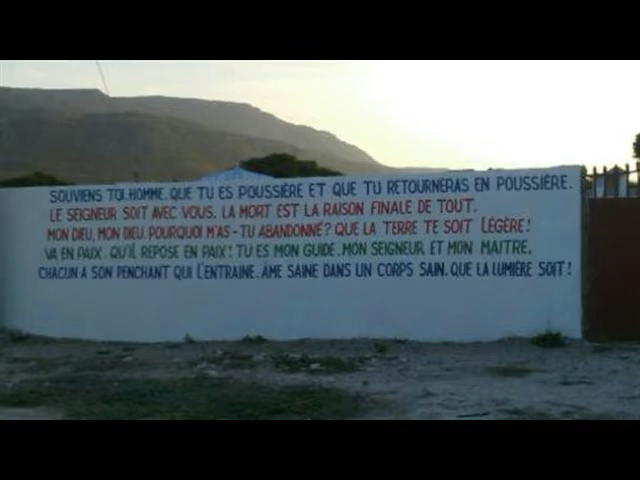 SOUVIENS TOI.HOMME. QUE TU ES POUSSIÈRE ET QUE TU RETOURNERAS EN POUSSIÈRE.
LE SEIGNEUR SOIT AVEC VOUS. LA MORT EST LA RAISON FINALE DE TOUT.
MON DIEU, MON DIEU, POURQUOI M'AS-TU ABANDONNÉ? QUE LA TERRE TE SOIT LÉGÈRE!
VA EN PAIX. QU'IL REPOSE EN PAIX! TU ES MON GUIDE. MON SEIGNEUR ET MON MAITRE.
CHACUN A SON PENCHANT QUI L'ENTRAINE. ÂME SAINE DANS UN CORPS SAIN. QUE LA LUMIÈRE SOIT!